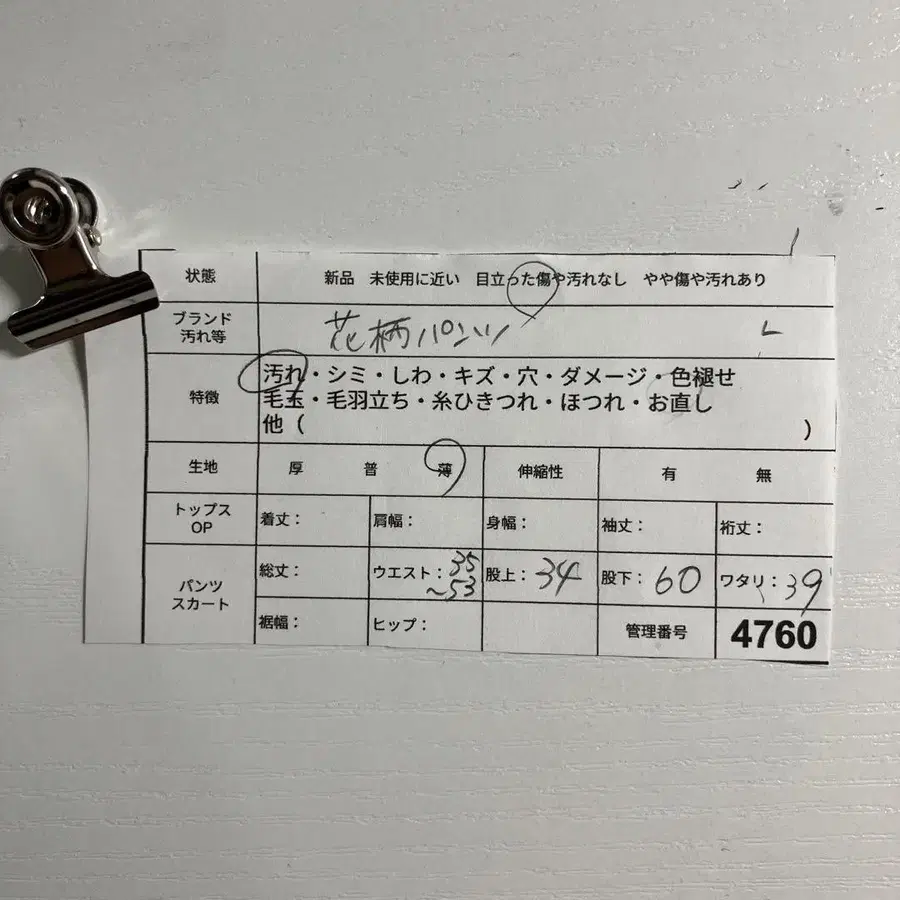 状態 新品 未使用に近い 目立った傷や汚れなし やや傷や汚れあり
ブランド
汚れ等 花柄パンツ L
特徴 汚れ・シミ・しわ・キズ・穴・ダメージ・色褪せ
毛玉・毛羽立ち・糸ひきつれ・ほつれ・お直し
他( )
生地 厚 普 薄 伸縮性 有 無
トップス
OP 着丈: 肩幅: 身幅: 袖丈: 裄丈:
パンツ
スカート 総丈: ウエスト:35
~53 股上:34 股下:60 ワタリ:39
裾幅: ヒップ: 管理番号 4760